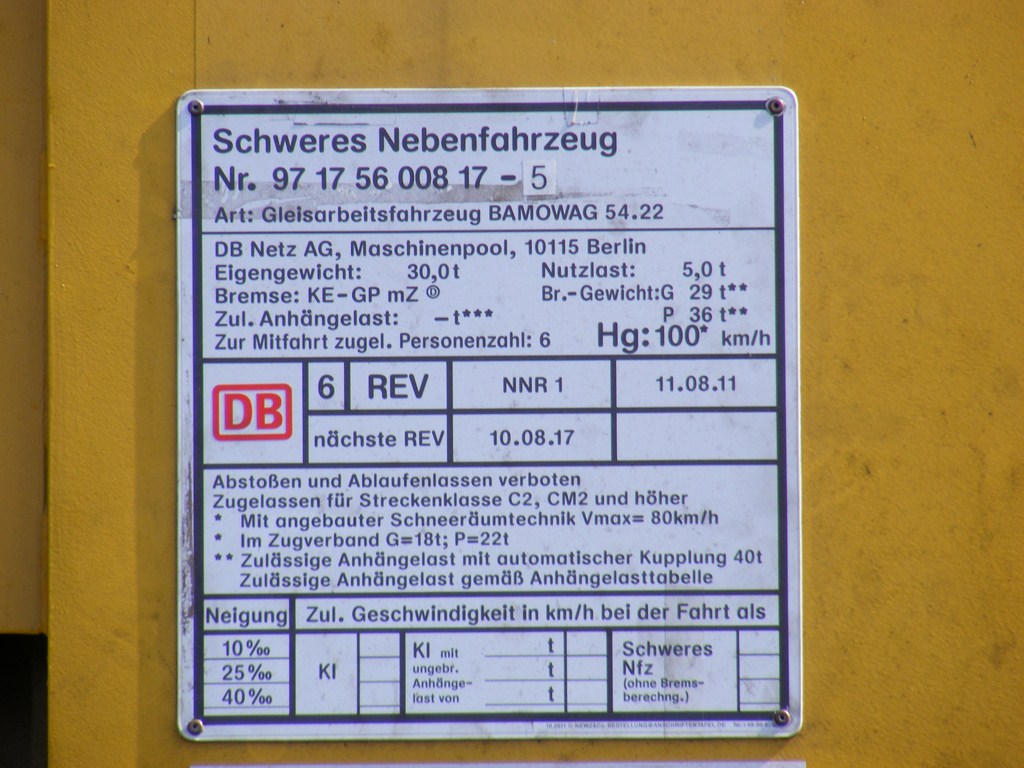 Schweres Nebenfahrzeug
Nr. 97 17 56 008 17 - 5
Art: Gleisarbeitsfahrzeug BAMOWAG 54.22
DB Netz AG, Maschinenpool, 10115 Berlin
Eigengewicht: 30,0 t Nutzlast: 5,0 t
Bremse: KE-GP mZ Ⓓ Br.-Gewicht: G 29 t**
Zul. Anhängelast: - t*** P 36 t**
Zur Mitfahrt zugel. Personenzahl: 6 Hg: 100* km/h
DB 6 REV NNR 1 11.08.11
nächste REV 10.08.17
Abstoßen und Ablaufenlassen verboten
Zugelassen für Streckenklasse C2, CM2 und höher
* Mit angebauter Schneeräumtechnik Vmax= 80km/h
* Im Zugverband G=18t; P=22t
** Zulässige Anhängelast mit automatischer Kupplung 40t
Zulässige Anhängelast gemäß Anhängelasttabelle
Neigung Zul. Geschwindigkeit in km/h bei der Fahrt als
10‰ Kl Kl mit t Schweres
25‰ ungebr. t Nfz
40‰ Anhänge- t (ohne Brems-
last von berechng.)